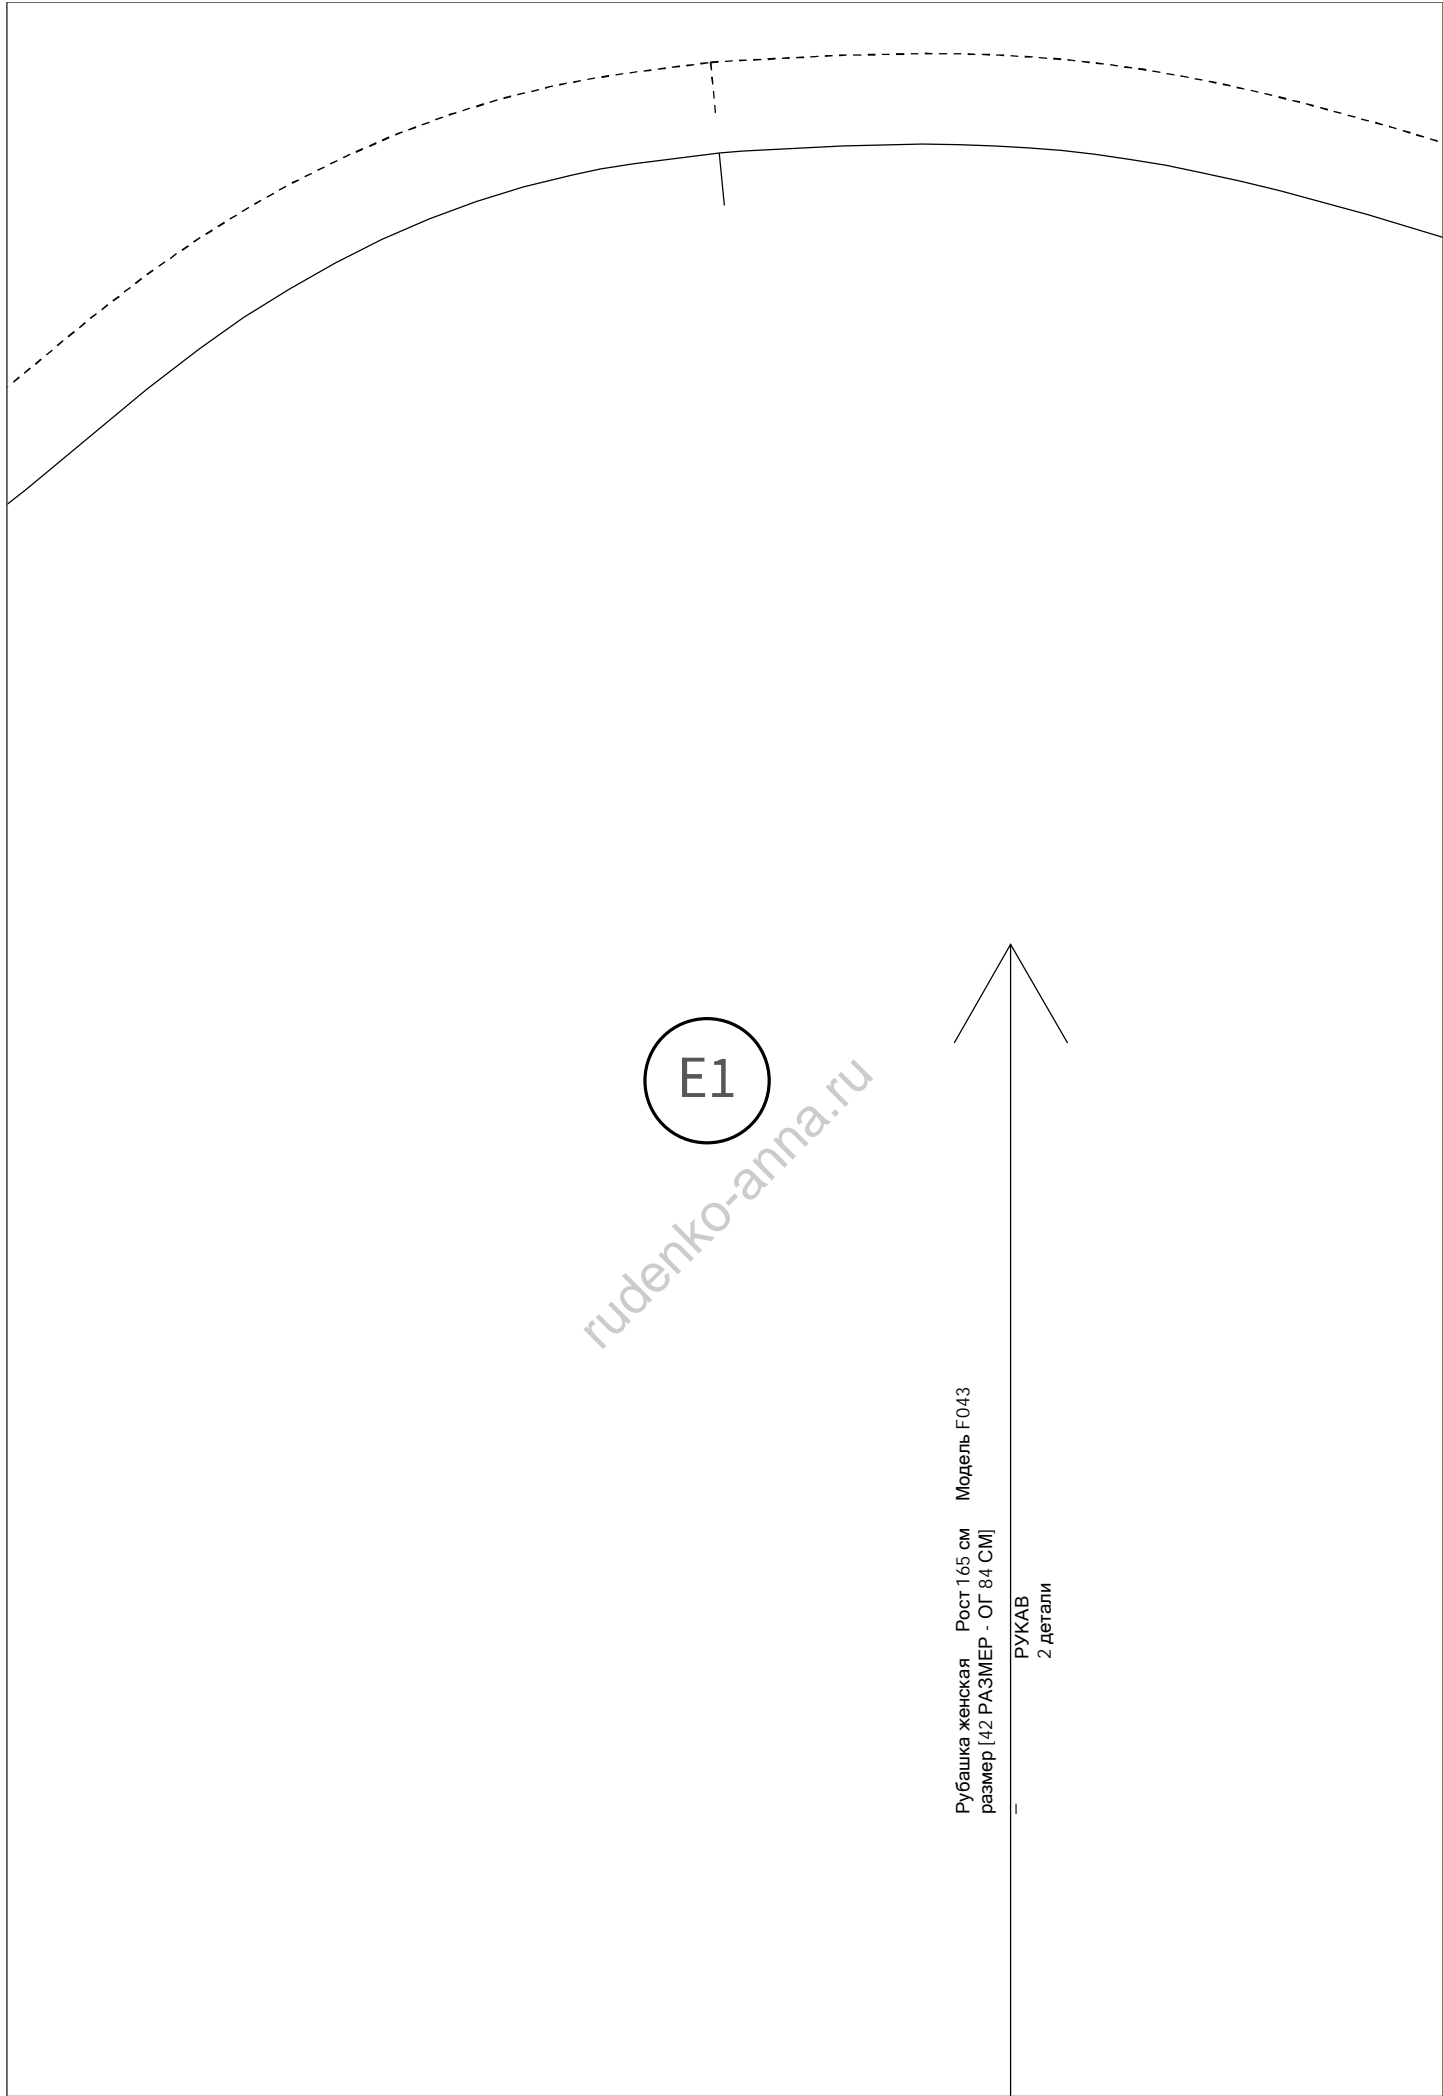 E1
rudenko-anna.ru
Рубашка женская Рост 165 см Модель F043
размер [42 РАЗМЕР - ОГ 84 СМ]
РУКАВ
2 детали